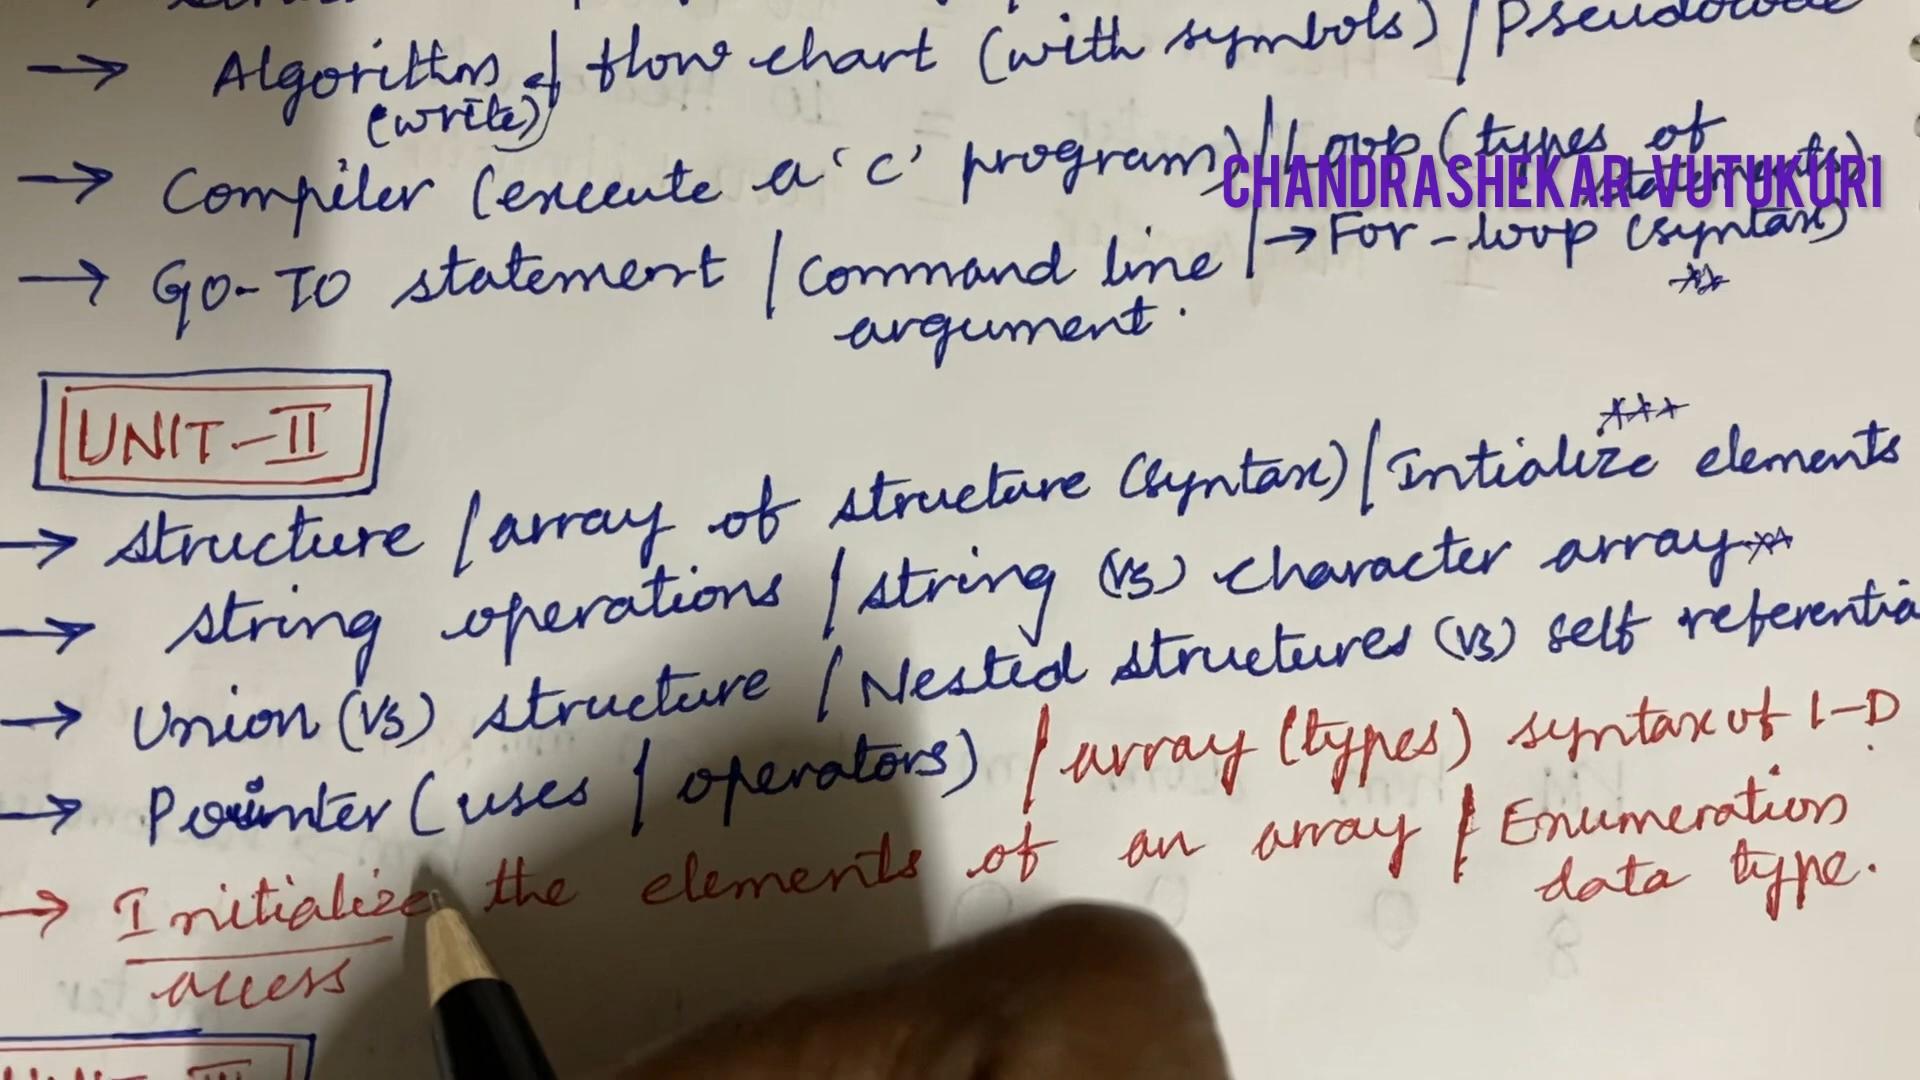 → Algorithm / flow chart (with symbols) / Pseudocode
(write)
→ Compiler (execute a 'c' program) / Loop (types of
statements)
CHANDRASHEKAR VUTUKURI
→ GO-TO statement / Command line / → For-loop (syntax)
argument.
**
UNIT-II
***
→ structure / array of structure (syntax) / Intialize elements
→ string operations / string (vs) character array **
→ Union (vs) structure / Nested structures (vs) self referentia
→ Pointer (uses / operators) / array (types) syntax of 1-D
→ Initialize the elements of an array / Enumeration
access
data type.